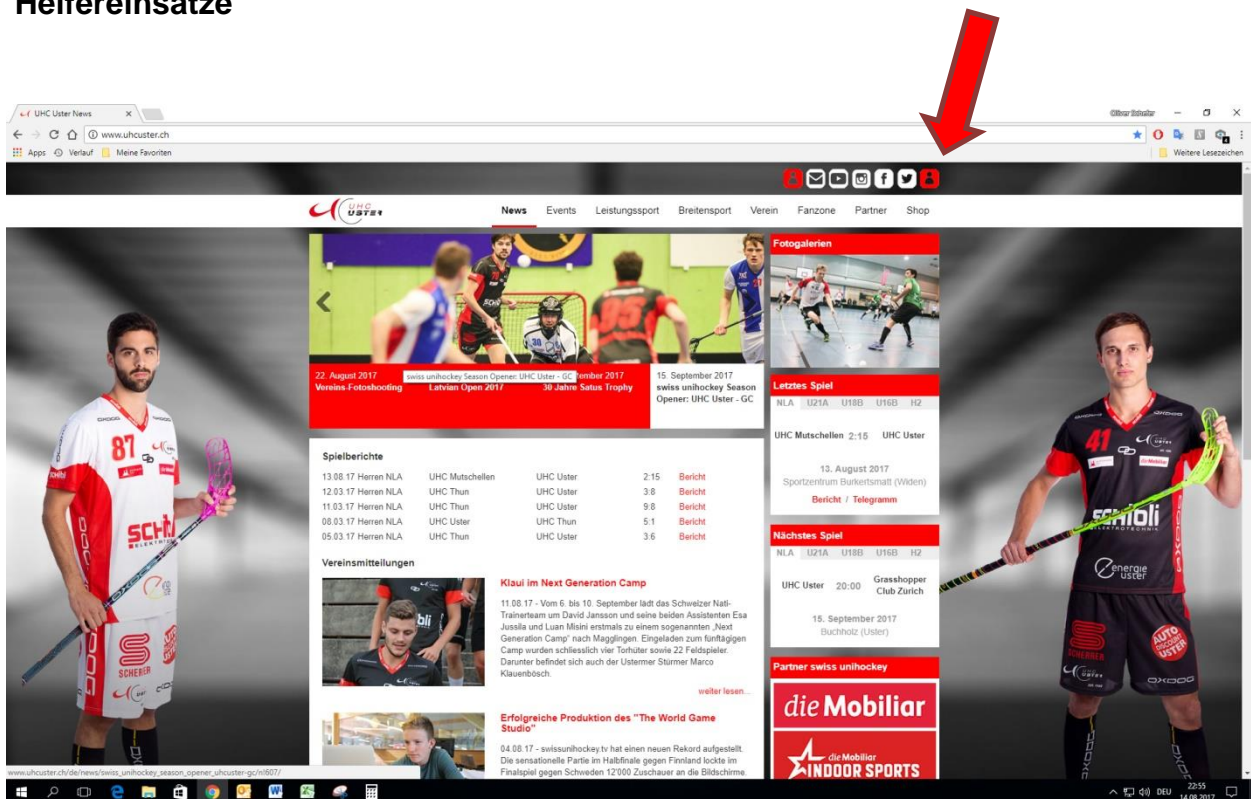 Helfereinsätze
UHC Uster News
www.uhcuster.ch
Apps Verlauf Meine Favoriten Weitere Lesezeichen
UHC USTER News Events Leistungssport Breitensport Verein Fanzone Partner Shop
22. August 2017
Vereins-Fotoshooting
swiss unihockey Season Opener: UHC Uster - GC
Latvian Open 2017
tember 2017
30 Jahre Satus Trophy
15. September 2017
swiss unihockey Season
Opener: UHC Uster - GC
Fotogalerien
Letztes Spiel
NLA U21A U18B U16B H2
UHC Mutschellen 2:15 UHC Uster
13. August 2017
Sportzentrum Burkertsmatt (Widen)
Bericht / Telegramm
Nächstes Spiel
NLA U21A U18B U16B H2
UHC Uster 20:00 Grasshopper
Club Zürich
15. September 2017
Buchholz (Uster)
Partner swiss unihockey
die Mobiliar
die Mobiliar
INDOOR SPORTS
Spielberichte
13.08.17 Herren NLA UHC Mutschellen UHC Uster 2:15 Bericht
12.03.17 Herren NLA UHC Thun UHC Uster 3:8 Bericht
11.03.17 Herren NLA UHC Thun UHC Uster 9:8 Bericht
08.03.17 Herren NLA UHC Uster UHC Thun 5:1 Bericht
05.03.17 Herren NLA UHC Thun UHC Uster 3:6 Bericht
Vereinsmitteilungen
Klaui im Next Generation Camp
11.08.17 - Vom 6. bis 10. September lädt das Schweizer Nati-
Trainerteam um David Jansson und seine beiden Assistenten Esa
Jussila und Luan Misini erstmals zu einem sogenannten „Next
Generation Camp" nach Magglingen. Eingeladen zum fünftägigen
Camp wurden schliesslich vier Torhüter sowie 22 Feldspieler.
Darunter befindet sich auch der Ustermer Stürmer Marco
Klauenbösch.
weiter lesen...
Erfolgreiche Produktion des "The World Game
Studio"
04.08.17 - swissunihockey.tv hat einen neuen Rekord aufgestellt.
Die sensationelle Partie im Halbfinale gegen Finnland lockte im
Finalspiel gegen Schweden 12'000 Zuschauer an die Bildschirme.
87
OXDOG
SCHERRER
41
schibli
ELEKTROTECHNIK
energie
uster
SCHERRER
AUTO
DISCOUNT
USTER
OXDOG
www.uhcuster.ch/de/news/swiss_unihockey_season_opener_uhcuster-gc/nl607/
DEU 22:55
14.08.2017